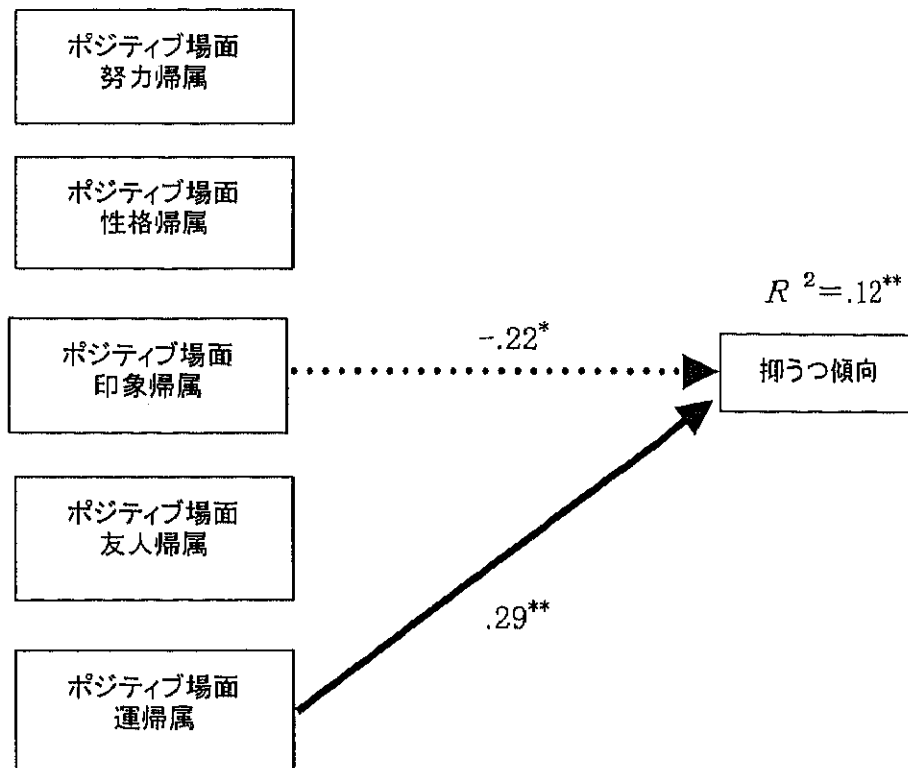 ポジティブ場面
努力帰属
ポジティブ場面
性格帰属
ポジティブ場面
印象帰属
ポジティブ場面
友人帰属
ポジティブ場面
運帰属
-.22*
.29**
R ²=.12**
抑うつ傾向